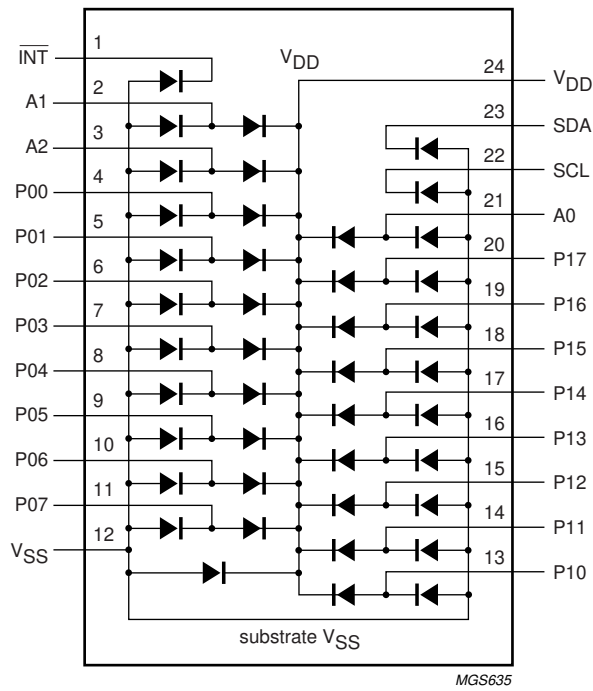 1
INT
2
A1
3
A2
4
P00
5
P01
6
P02
7
P03
8
P04
9
P05
10
P06
11
P07
12
VSS
VDD
24
VDD
23
SDA
22
SCL
21
A0
20
P17
19
P16
18
P15
17
P14
16
P13
15
P12
14
P11
13
P10
substrate VSS
MGS635